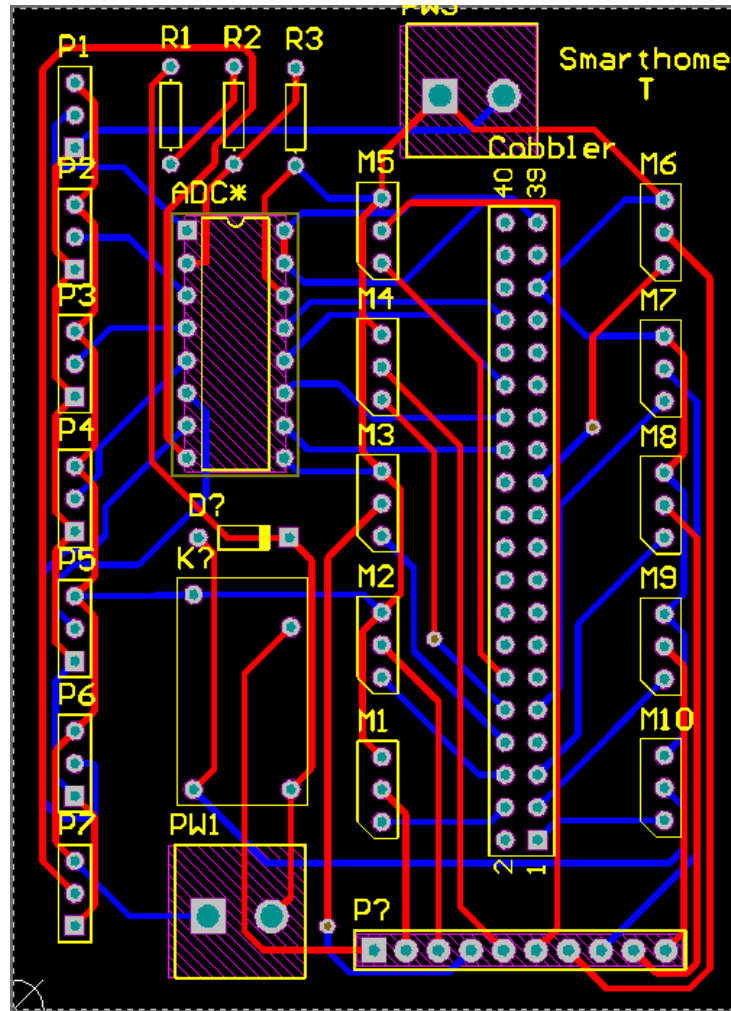 PW3
P1
R1 R2 R3
Smarthome
T
Cobbler
P2
ADC*
M5
40 39
M6
P3
M4
M7
P4
M3
M8
D?
P5
K?
M2
M9
P6
M1
M10
P7
PW1
2 1
P?